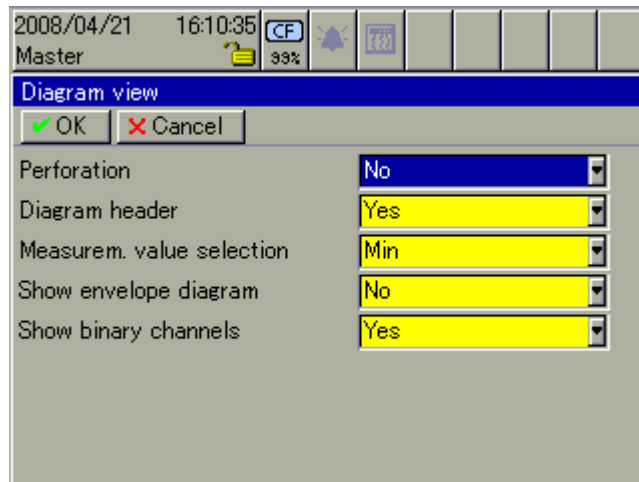 2008/04/21 16:10:35 CF
Master 99%
Diagram view
OK Cancel
Perforation No
Diagram header Yes
Measurem. value selection Min
Show envelope diagram No
Show binary channels Yes